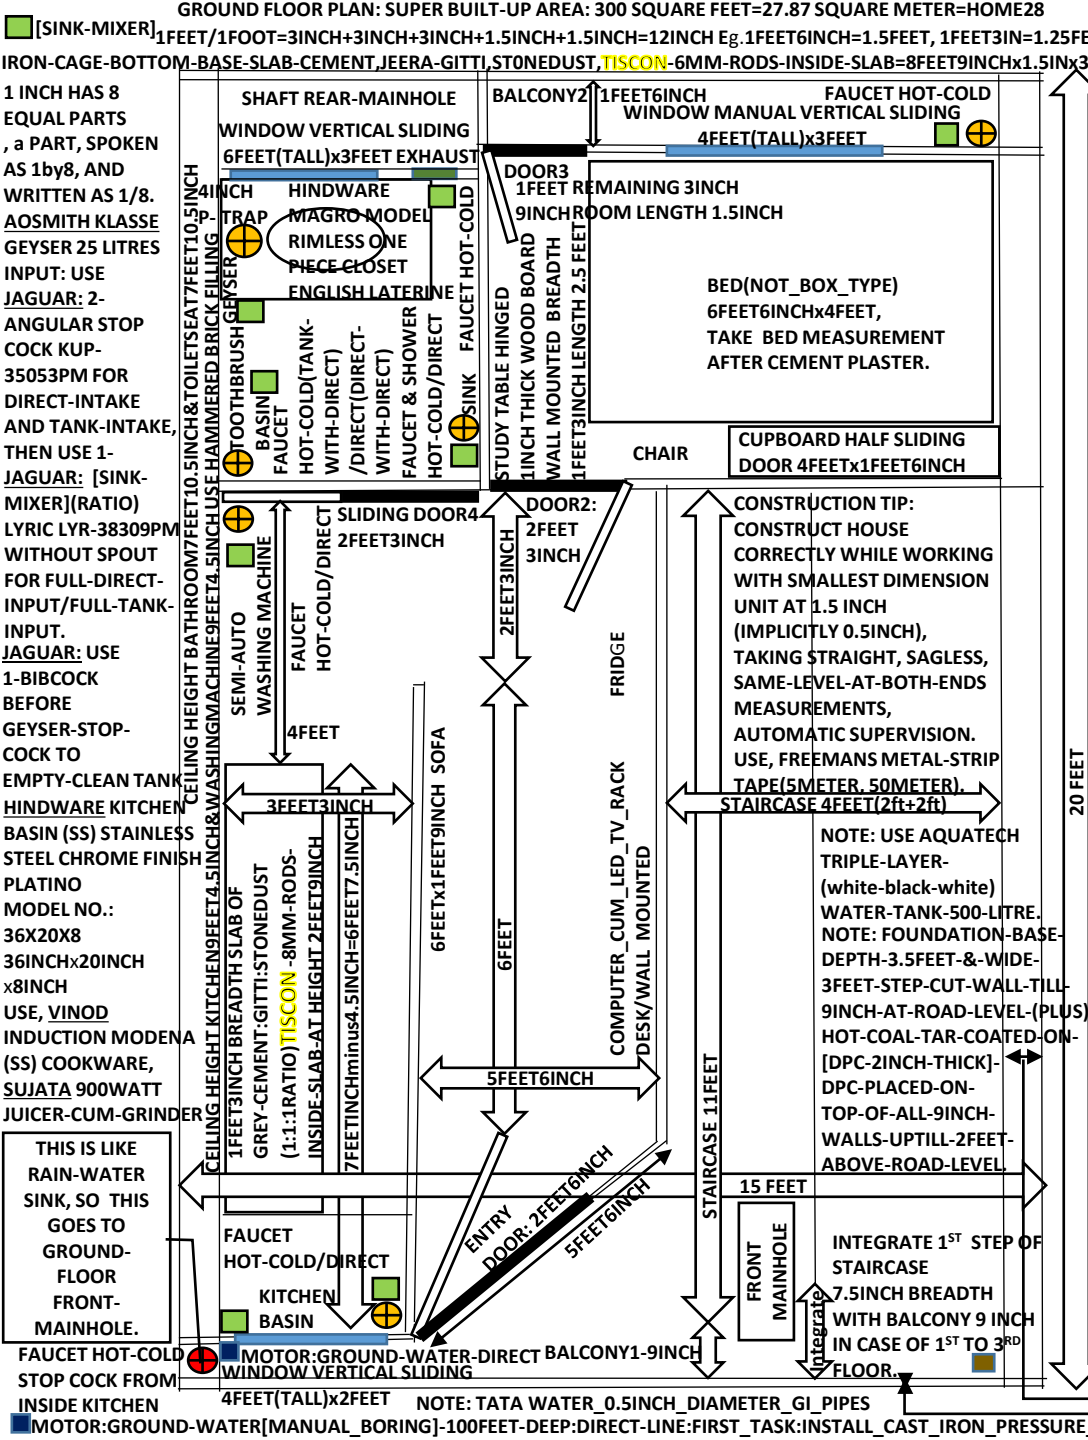 GROUND FLOOR PLAN: SUPER BUILT-UP AREA: 300 SQUARE FEET=27.87 SQUARE METER=HOME28
[SINK-MIXER]
1FEET/1FOOT=3INCH+3INCH+3INCH+1.5INCH+1.5INCH=12INCH Eg.1FEET6INCH=1.5FEET, 1FEET3IN=1.25FE
IRON-CAGE-BOTTOM-BASE-SLAB-CEMENT,JEERA-GITTI,ST0NEDUST,TISCON-6MM-RODS-INSIDE-SLAB=8FEET9INCHx1.5INx3
1 INCH HAS 8
EQUAL PARTS
, a PART, SPOKEN
AS 1by8, AND
WRITTEN AS 1/8.
AOSMITH KLASSE
GEYSER 25 LITRES
INPUT: USE
JAGUAR: 2-
ANGULAR STOP
COCK KUP-
35053PM FOR
DIRECT-INTAKE
AND TANK-INTAKE,
THEN USE 1-
JAGUAR: [SINK-
MIXER](RATIO)
LYRIC LYR-38309PM
WITHOUT SPOUT
FOR FULL-DIRECT-
INPUT/FULL-TANK-
INPUT.
JAGUAR: USE
1-BIBCOCK
BEFORE
GEYSER-STOP-
COCK TO
EMPTY-CLEAN TANK
HINDWARE KITCHEN
BASIN (SS) STAINLESS
STEEL CHROME FINISH
PLATINO
MODEL NO.:
36X20X8
36INCHx20INCH
x8INCH
USE, VINOD
INDUCTION MODENA
(SS) COOKWARE,
SUJATA 900WATT
JUICER-CUM-GRINDER
THIS IS LIKE
RAIN-WATER
SINK, SO THIS
GOES TO
GROUND-
FLOOR
FRONT-
MAINHOLE.
FAUCET HOT-COLD
STOP COCK FROM
INSIDE KITCHEN
CEILING HEIGHT BATHROOM7FEET10.5INCH&TOILETSEAT7FEET10.5INCH
CEILING HEIGHT KITCHEN9FEET4.5INCH&WASHINGMACHINE9FEET4.5INCHUSE HAMMERED BRICK FILLING
SHAFT REAR-MAINHOLE
WINDOW VERTICAL SLIDING
6FEET(TALL)x3FEET EXHAUST
4INCH
P- TRAP
HINDWARE
MAGRO MODEL
RIMLESS ONE
PIECE CLOSET
ENGLISH LATERINE
GEYSER
TOOTHBRUSH
BASIN
FAUCET
HOT-COLD(TANK-
WITH-DIRECT)
/DIRECT(DIRECT-
WITH-DIRECT)
FAUCET & SHOWER
HOT-COLD/DIRECT
FAUCET HOT-COLD
SINK
BALCONY2
1FEET6INCH
FAUCET HOT-COLD
WINDOW MANUAL VERTICAL SLIDING
4FEET(TALL)x3FEET
DOOR3
1FEET
9INCH
REMAINING 3INCH
ROOM LENGTH 1.5INCH
STUDY TABLE HINGED
1INCH THICK WOOD BOARD
WALL MOUNTED BREADTH
1FEET3INCH LENGTH 2.5 FEET
BED(NOT_BOX_TYPE)
6FEET6INCHx4FEET,
TAKE BED MEASUREMENT
AFTER CEMENT PLASTER.
CHAIR
CUPBOARD HALF SLIDING
DOOR 4FEETx1FEET6INCH
SLIDING DOOR4
2FEET3INCH
DOOR2:
2FEET
3INCH
2FEET3INCH
SEMI-AUTO
WASHING MACHINE
FAUCET
HOT-COLD/DIRECT
4FEET
CONSTRUCTION TIP:
CONSTRUCT HOUSE
CORRECTLY WHILE WORKING
WITH SMALLEST DIMENSION
UNIT AT 1.5 INCH
(IMPLICITLY 0.5INCH),
TAKING STRAIGHT, SAGLESS,
SAME-LEVEL-AT-BOTH-ENDS
MEASUREMENTS,
AUTOMATIC SUPERVISION.
USE, FREEMANS METAL-STRIP
TAPE(5METER, 50METER).
STAIRCASE 4FEET(2ft+2ft)
FRIDGE
3FEET3INCH
6FEETx1FEET9INCH SOFA
6FEET
COMPUTER_CUM_LED_TV_RACK
DESK/WALL MOUNTED
1FEET3INCH BREADTH SLAB OF
GREY-CEMENT:GITTI:STONEDUST
(1:1:1RATIO)TISCON-8MM-RODS-
INSIDE-SLAB-AT HEIGHT 2FEET9INCH
7FEETINCHminus4.5INCH=6FEET7.5INCH
5FEET6INCH
20 FEET
NOTE: USE AQUATECH
TRIPLE-LAYER-
(white-black-white)
WATER-TANK-500-LITRE.
NOTE: FOUNDATION-BASE-
DEPTH-3.5FEET-&-WIDE-
3FEET-STEP-CUT-WALL-TILL-
9INCH-AT-ROAD-LEVEL-(PLUS)
HOT-COAL-TAR-COATED-ON-
[DPC-2INCH-THICK]-
DPC-PLACED-ON-
TOP-OF-ALL-9INCH-
WALLS-UPTILL-2FEET-
ABOVE-ROAD-LEVEL.
STAIRCASE 11FEET
15 FEET
FAUCET
HOT-COLD/DIRECT
KITCHEN
BASIN
ENTRY
DOOR: 2FEET6INCH
5FEET6INCH
FRONT
MAINHOLE
Integrate
INTEGRATE 1ST STEP OF
STAIRCASE
7.5INCH BREADTH
WITH BALCONY 9 INCH
IN CASE OF 1ST TO 3RD
FLOOR.
MOTOR:GROUND-WATER-DIRECT
BALCONY1-9INCH
WINDOW VERTICAL SLIDING
4FEET(TALL)x2FEET
NOTE: TATA WATER_0.5INCH_DIAMETER_GI_PIPES
MOTOR:GROUND-WATER[MANUAL_BORING]-100FEET-DEEP:DIRECT-LINE:FIRST_TASK:INSTALL_CAST_IRON_PRESSURE_